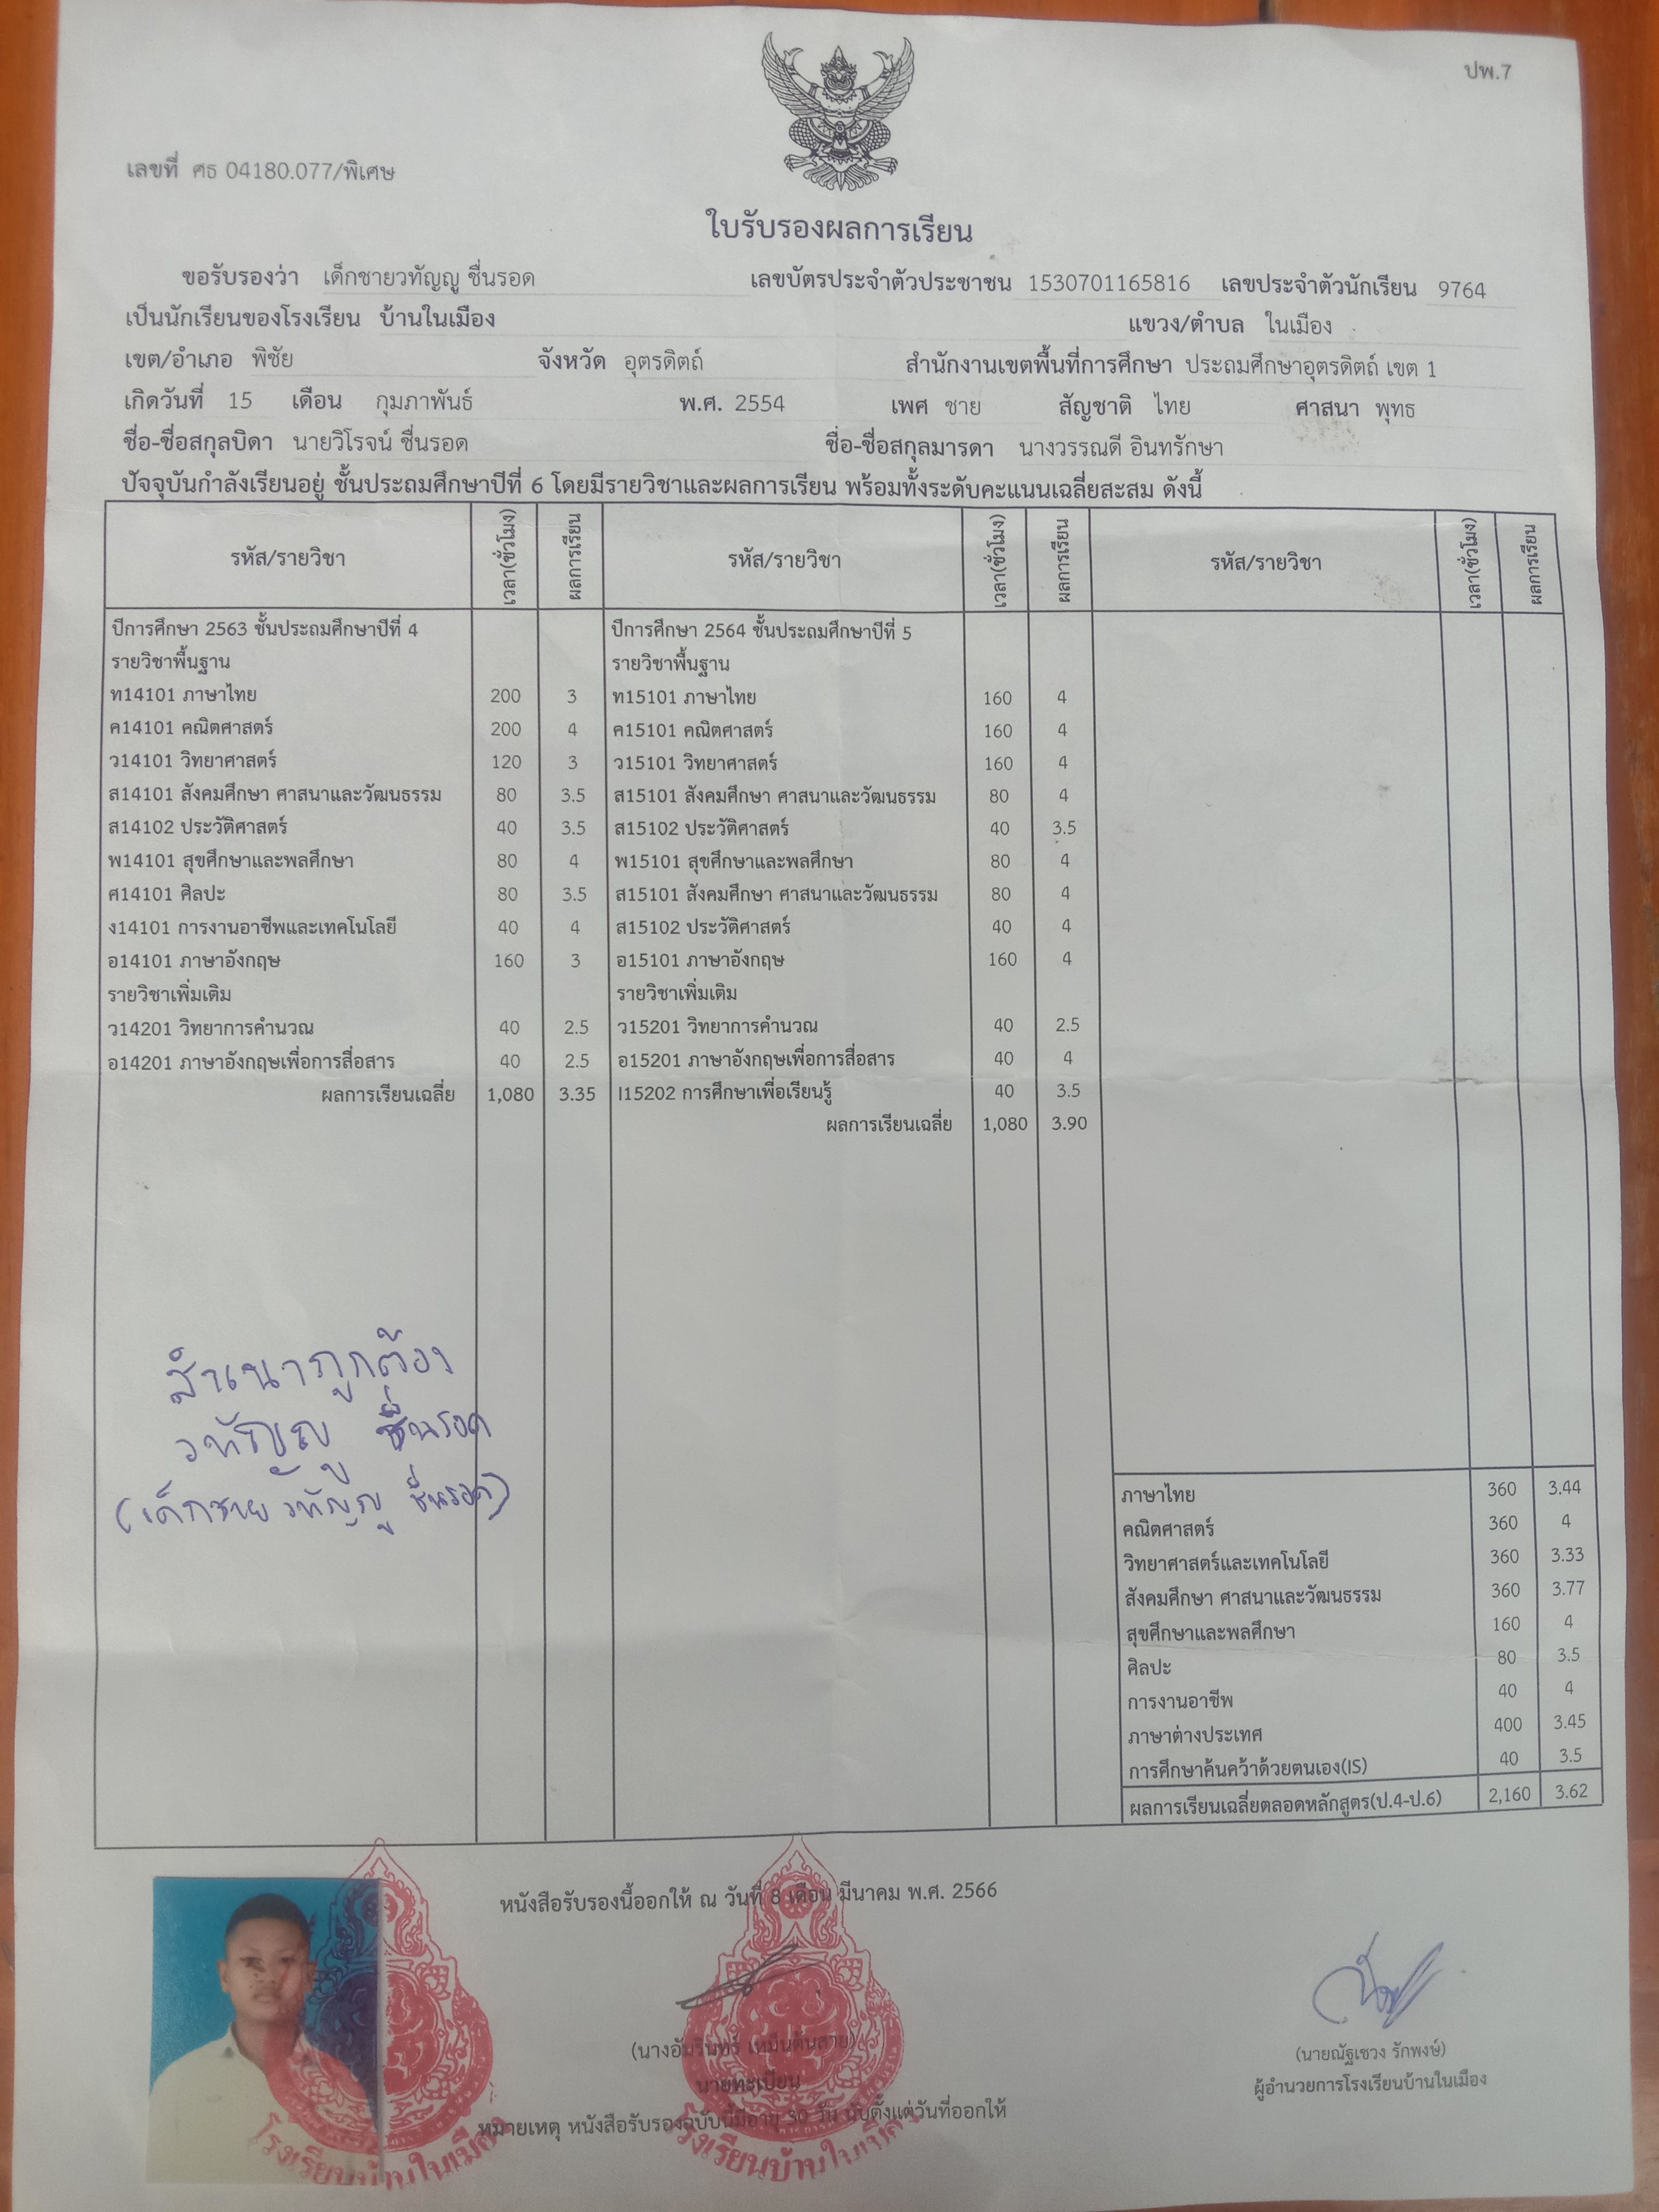 ปพ.7
เลขที่ ศธ 04180.077/พิเศษ
ใบรับรองผลการเรียน
ขอรับรองว่า เด็กชายวทัญญู ชื่นรอด เลขบัตรประจำตัวประชาชน 1530701165816 เลขประจำตัวนักเรียน 9764
เป็นนักเรียนของโรงเรียน บ้านในเมือง แขวง/ตำบล ในเมือง
เขต/อำเภอ พิชัย จังหวัด อุตรดิตถ์ สำนักงานเขตพื้นที่การศึกษา ประถมศึกษาอุตรดิตถ์ เขต 1
เกิดวันที่ 15 เดือน กุมภาพันธ์ พ.ศ. 2554 เพศ ชาย สัญชาติ ไทย ศาสนา พุทธ
ชื่อ-ชื่อสกุลบิดา นายวิโรจน์ ชื่นรอด ชื่อ-ชื่อสกุลมารดา นางวรรณดี อินทรักษา
ปัจจุบันกำลังเรียนอยู่ ชั้นประถมศึกษาปีที่ 6 โดยมีรายวิชาและผลการเรียน พร้อมทั้งระดับคะแนนเฉลี่ยสะสม ดังนี้
รหัส/รายวิชา เวลา(ชั่วโมง) ผลการเรียน รหัส/รายวิชา เวลา(ชั่วโมง) ผลการเรียน รหัส/รายวิชา เวลา(ชั่วโมง) ผลการเรียน
ปีการศึกษา 2563 ชั้นประถมศึกษาปีที่ 4 ปีการศึกษา 2564 ชั้นประถมศึกษาปีที่ 5
รายวิชาพื้นฐาน รายวิชาพื้นฐาน
ท14101 ภาษาไทย 200 3 ท15101 ภาษาไทย 160 4
ค14101 คณิตศาสตร์ 200 4 ค15101 คณิตศาสตร์ 160 4
ว14101 วิทยาศาสตร์ 120 3 ว15101 วิทยาศาสตร์ 160 4
ส14101 สังคมศึกษา ศาสนาและวัฒนธรรม 80 3.5 ส15101 สังคมศึกษา ศาสนาและวัฒนธรรม 80 4
ส14102 ประวัติศาสตร์ 40 3.5 ส15102 ประวัติศาสตร์ 40 3.5
พ14101 สุขศึกษาและพลศึกษา 80 4 พ15101 สุขศึกษาและพลศึกษา 80 4
ศ14101 ศิลปะ 80 3.5 ส15101 สังคมศึกษา ศาสนาและวัฒนธรรม 80 4
ง14101 การงานอาชีพและเทคโนโลยี 40 4 ส15102 ประวัติศาสตร์ 40 4
อ14101 ภาษาอังกฤษ 160 3 อ15101 ภาษาอังกฤษ 160 4
รายวิชาเพิ่มเติม รายวิชาเพิ่มเติม
ว14201 วิทยาการคำนวณ 40 2.5 ว15201 วิทยาการคำนวณ 40 2.5
อ14201 ภาษาอังกฤษเพื่อการสื่อสาร 40 2.5 อ15201 ภาษาอังกฤษเพื่อการสื่อสาร 40 4
ผลการเรียนเฉลี่ย 1,080 3.35 I15202 การศึกษาเพื่อเรียนรู้ 40 3.5
ผลการเรียนเฉลี่ย 1,080 3.90
สำเนาถูกต้อง
วทัญญู ชื่นรอด
(เด็กชาย วทัญญู ชื่นรอด)
ภาษาไทย 360 3.44
คณิตศาสตร์ 360 4
วิทยาศาสตร์และเทคโนโลยี 360 3.33
สังคมศึกษา ศาสนาและวัฒนธรรม 360 3.77
สุขศึกษาและพลศึกษา 160 4
ศิลปะ 80 3.5
การงานอาชีพ 40 4
ภาษาต่างประเทศ 400 3.45
การศึกษาค้นคว้าด้วยตนเอง(IS) 40 3.5
ผลการเรียนเฉลี่ยตลอดหลักสูตร(ป.4-ป.6) 2,160 3.62
หนังสือรับรองนี้ออกให้ ณ วันที่ 8 เดือน มีนาคม พ.ศ. 2566
นายทะเบียน
(นายณัฐเชวง รักพงษ์)
ผู้อำนวยการโรงเรียนบ้านในเมือง
หมายเหตุ หนังสือรับรองฉบับนี้มีอายุ 30 วัน นับตั้งแต่วันที่ออกให้
โรงเรียนบ้านในเมือง
โรงเรียนบ้านในเมือง